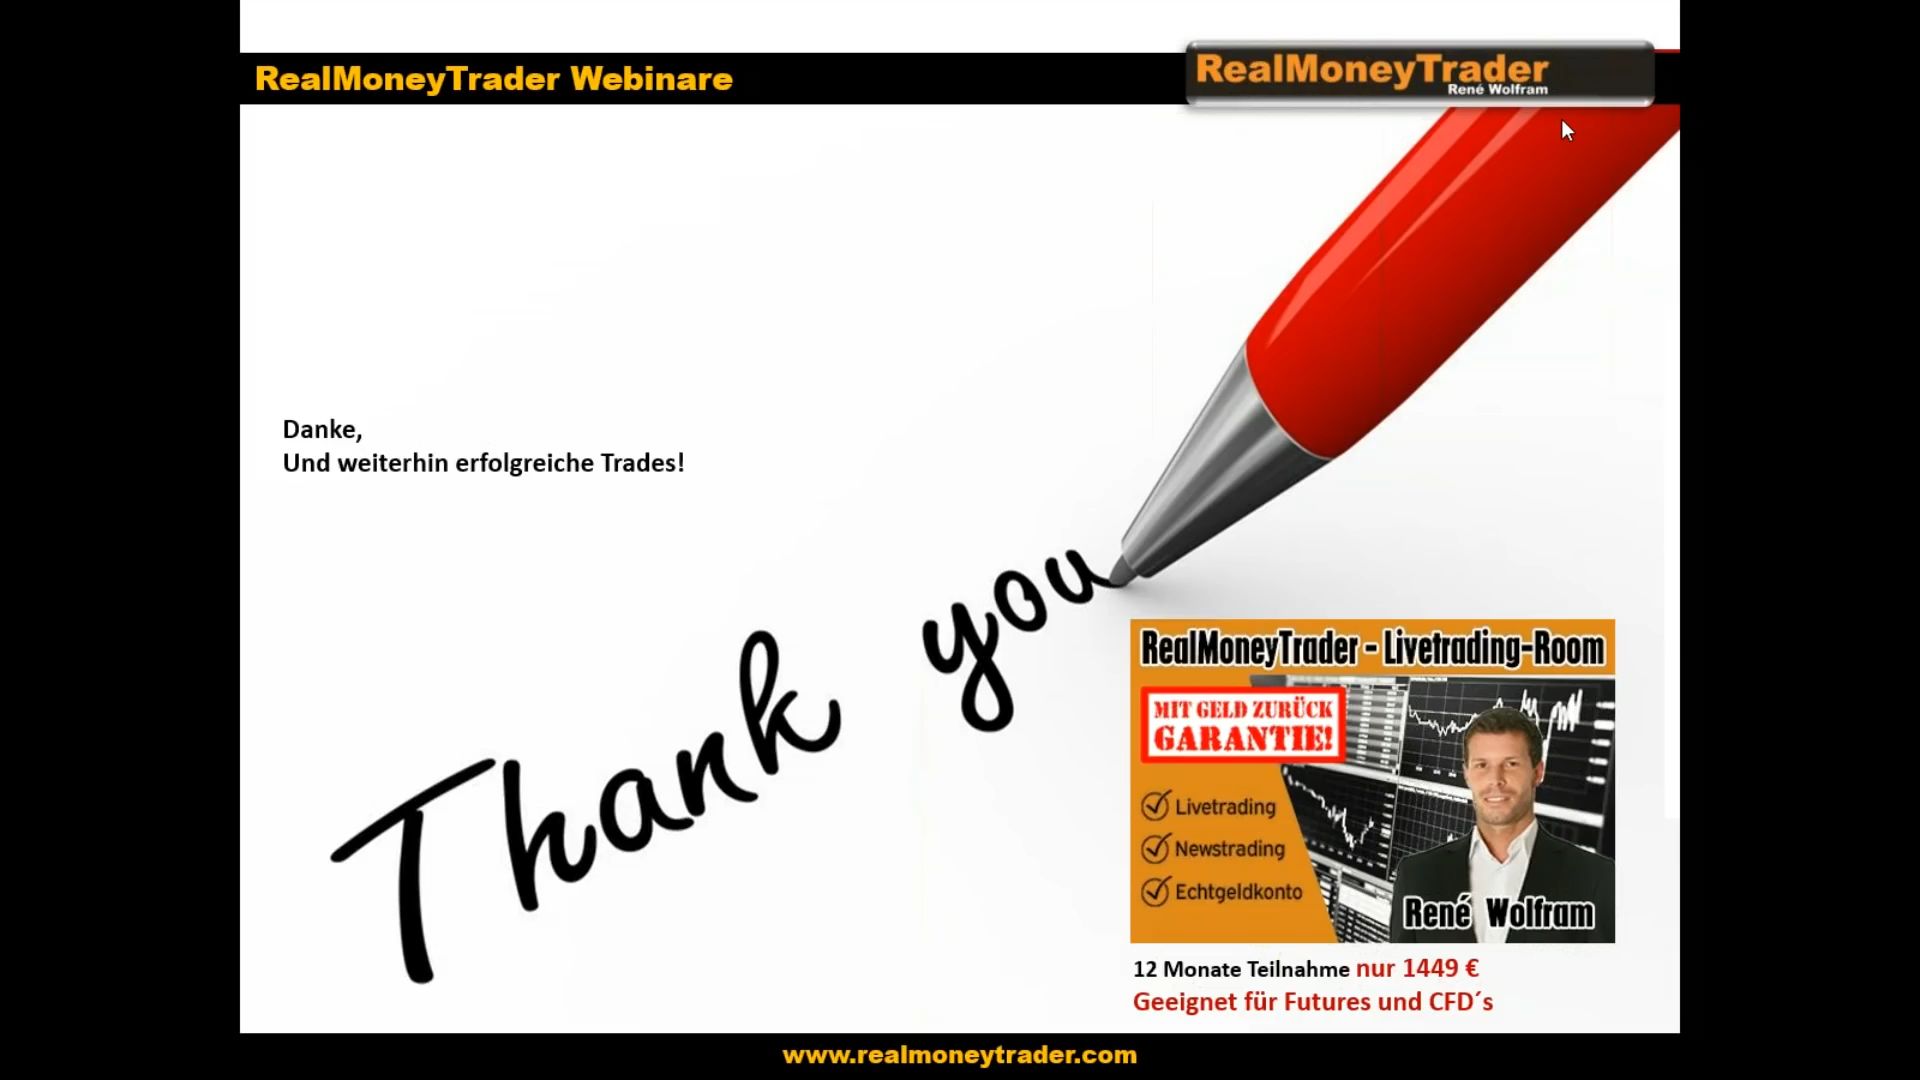 RealMoneyTrader Webinare
RealMoneyTrader
René Wolfram
Danke,
Und weiterhin erfolgreiche Trades!
Thank you
RealMoneyTrader - Livetrading-Room
MIT GELD ZURÜCK
GARANTIE!
Livetrading
Newstrading
Echtgeldkonto
René Wolfram
12 Monate Teilnahme nur 1449 €
Geeignet für Futures und CFD´s
www.realmoneytrader.com